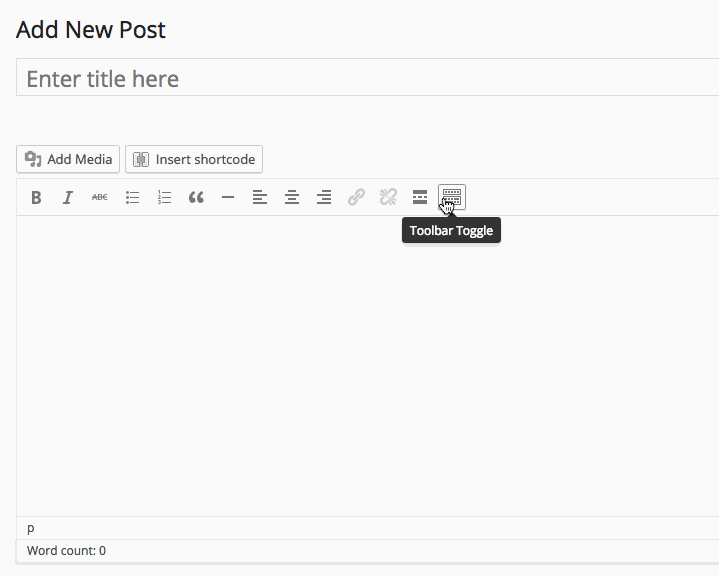 Add New Post
Enter title here
Add Media Insert shortcode
B I ABC
Toolbar Toggle
p
Word count: 0